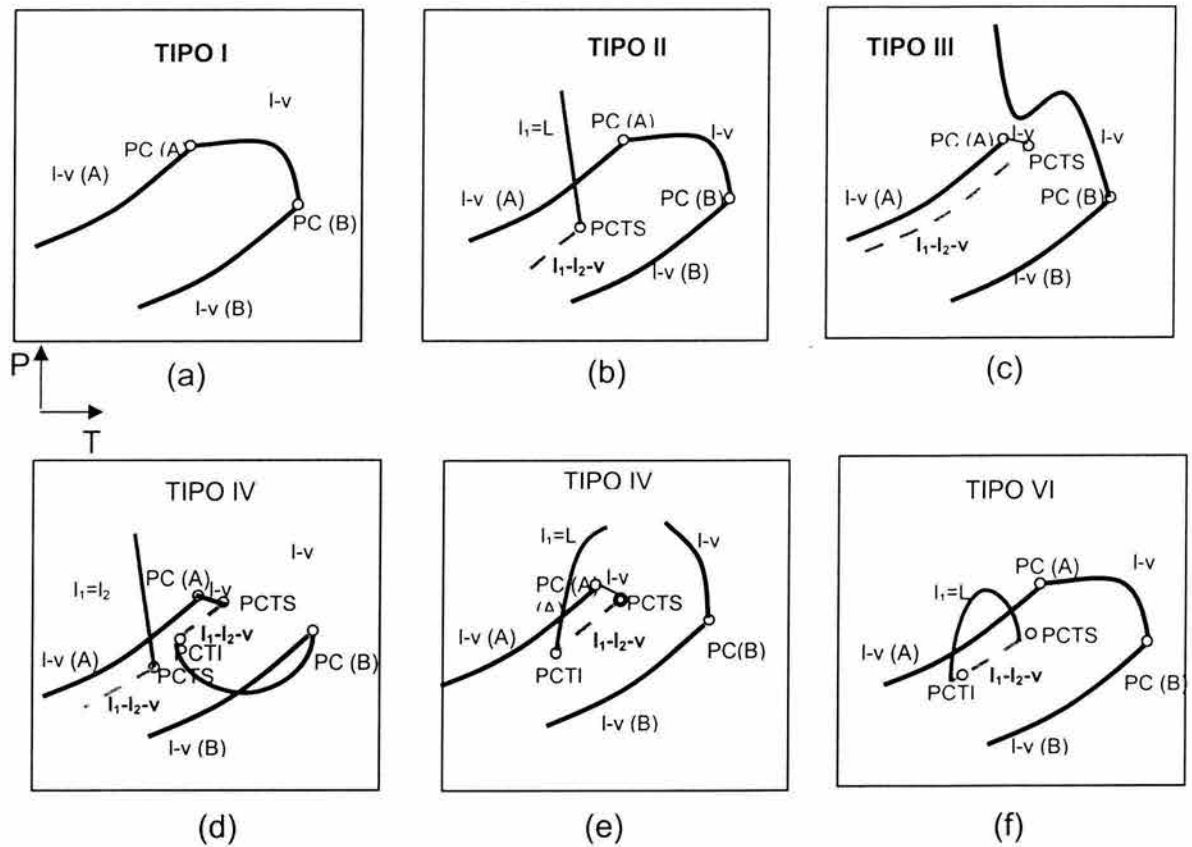 TIPO I
l-v
PC (A)
l-v (A)
PC (B)
l-v (B)
(a)
TIPO II
l₁=L
PC (A)
l-v
l-v (A)
PC (B)
PCTS
l₁-l₂-v
l-v (B)
(b)
TIPO III
PC (A)
l-v
l-v
PCTS
l-v (A)
PC (B)
l₁-l₂-v
l-v (B)
(c)
P
T
TIPO IV
l-v
l₁=l₂
PC (A)
l-v
PCTS
l₁-l₂-v
CTI
l-v (A)
PCTS
PC (B)
l₁-l₂-v
l-v (B)
(d)
TIPO IV
l₁=L
l-v
PC (A)
l-v
(A)
PCTS
l-v (A)
l₁-l₂-v
PC(B)
PCTI
l-v (B)
(e)
TIPO VI
PC (A)
l-v
l₁=L
PCTS
l-v (A)
PCTI
l₁-l₂-v
PC (B)
l-v (B)
(f)